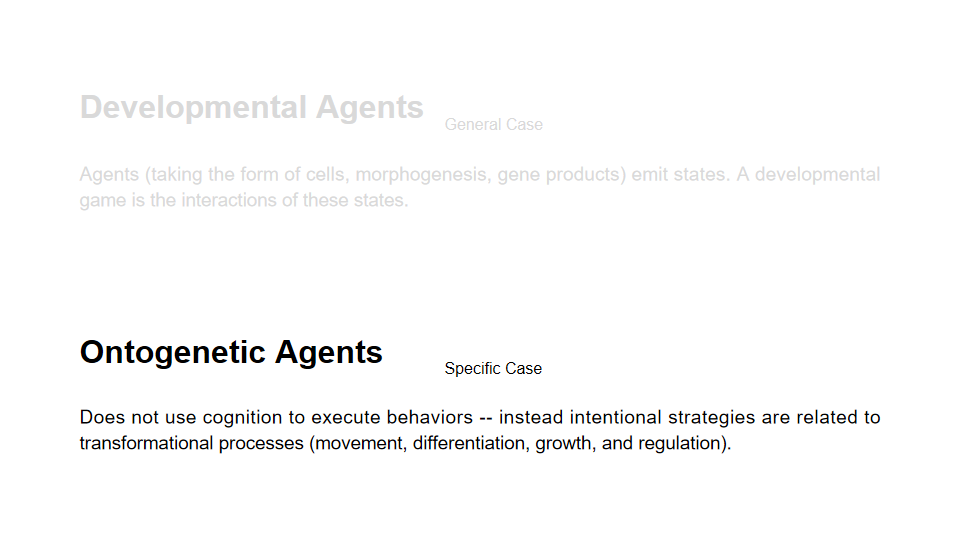 Developmental Agents
General Case
Agents (taking the form of cells, morphogenesis, gene products) emit states. A developmental
game is the interactions of these states.
Ontogenetic Agents
Specific Case
Does not use cognition to execute behaviors -- instead intentional strategies are related to
transformational processes (movement, differentiation, growth, and regulation).